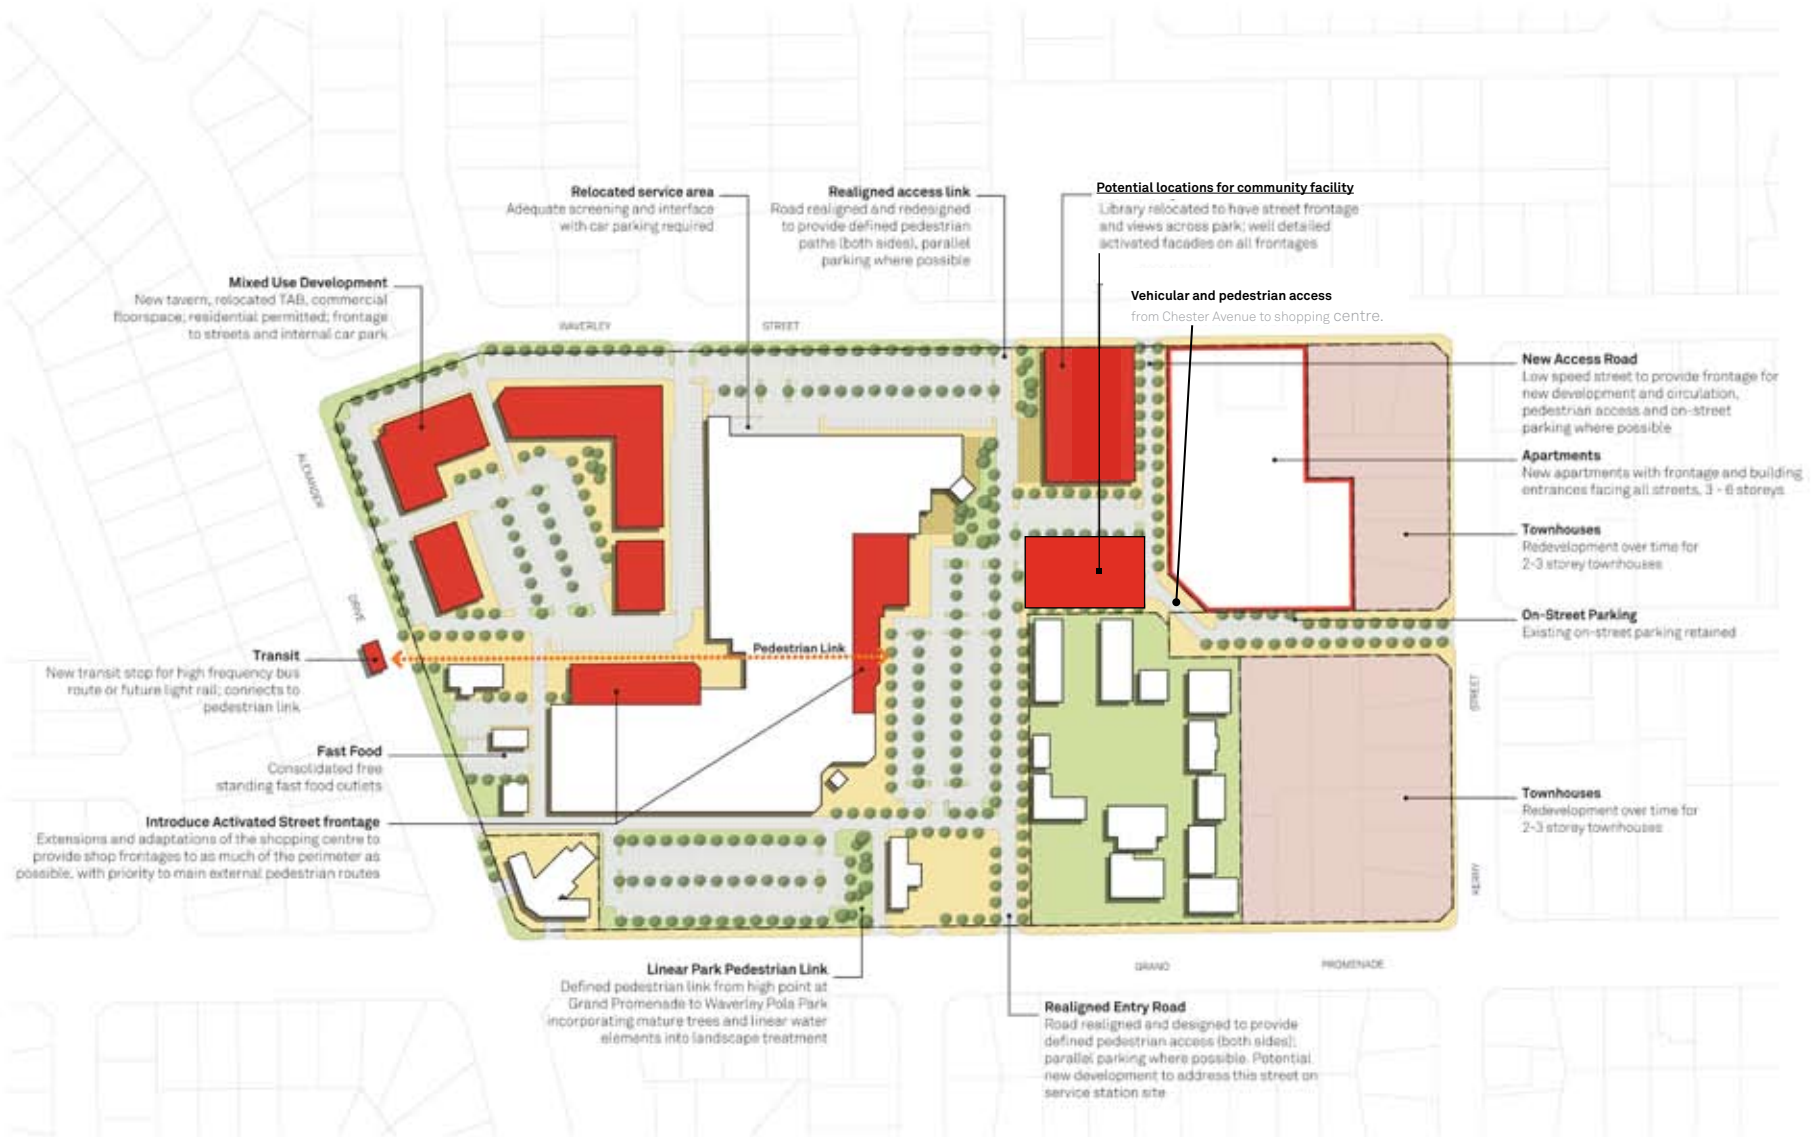 Relocated service area
Adequate screening and interface
with car parking required
Realigned access link
Road realigned and redesigned
to provide defined pedestrian
paths (both sides), parallel
parking where possible
Potential locations for community facility
Library relocated to have street frontage
and views across park; well detailed
activated facades on all frontages
Mixed Use Development
New tavern, relocated TAB, commercial
floorspace; residential permitted; frontage
to streets and internal car park
Vehicular and pedestrian access
from Chester Avenue to shopping centre.
WAVERLEY
STREET
New Access Road
Low speed street to provide frontage for
new development and circulation,
pedestrian access and on-street
parking where possible
Apartments
New apartments with frontage and building
entrances facing all streets, 3 - 6 storeys
ALEXANDER
DRIVE
Townhouses
Redevelopment over time for
2-3 storey townhouses
On-Street Parking
Existing on-street parking retained
Pedestrian Link
Transit
New transit stop for high frequency bus
route or future light rail; connects to
pedestrian link
STREET
Fast Food
Consolidated free
standing fast food outlets
Townhouses
Redevelopment over time for
2-3 storey townhouses
Introduce Activated Street frontage
Extensions and adaptations of the shopping centre to
provide shop frontages to as much of the perimeter as
possible, with priority to main external pedestrian routes
Linear Park Pedestrian Link
Defined pedestrian link from high point at
Grand Promenade to Waverley Pola Park
incorporating mature trees and linear water
elements into landscape treatment
GRAND
PROMENADE
Realigned Entry Road
Road realigned and designed to provide
defined pedestrian access (both sides);
parallel parking where possible. Potential
new development to address this street on
service station site